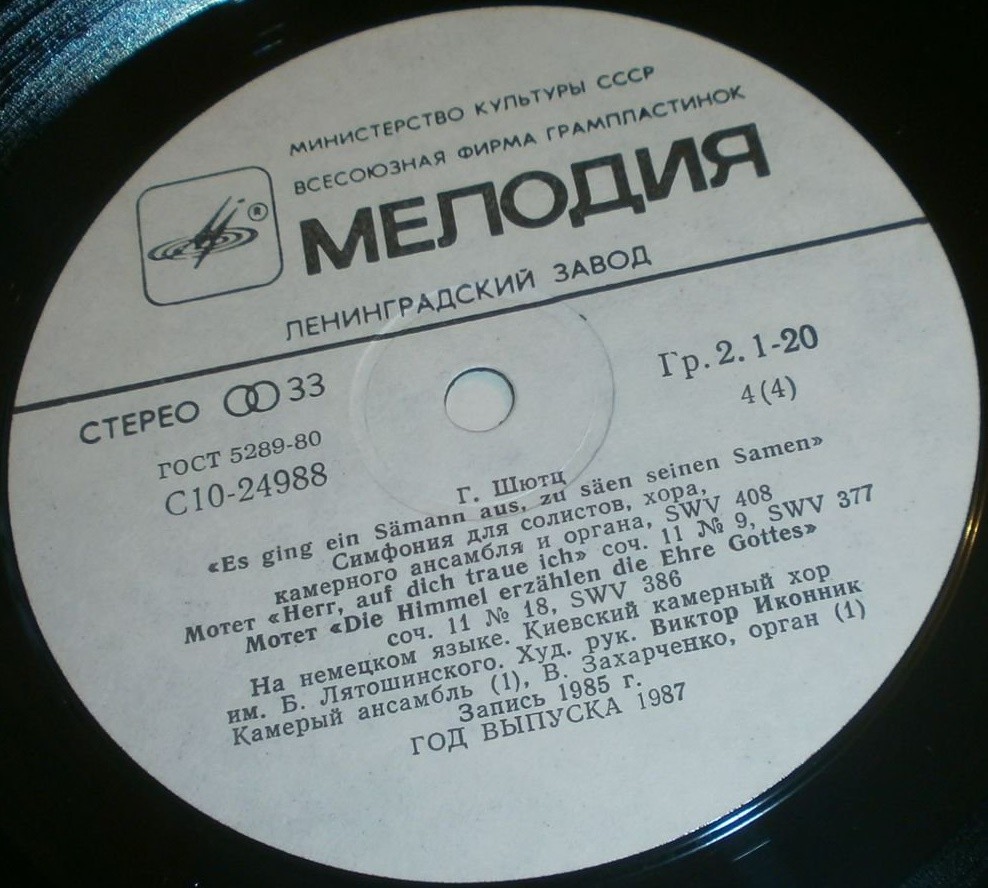 МИНИСТЕРСТВО КУЛЬТУРЫ СССР
ВСЕСОЮЗНАЯ ФИРМА ГРАМПЛАСТИНОК
®
МЕЛОДИЯ
ЛЕНИНГРАДСКИЙ ЗАВОД
СТЕРЕО 33
Гр. 2. 1-20
ГОСТ 5289-80
4 (4)
С10-24988
Г. Шютц
«Es ging ein Sämann aus, zu säen seinen Samen»
Симфония для солистов, хора,
камерного ансамбля и органа, SWV 408
Мотет «Herr, auf dich traue ich» соч. 11 № 9, SWV 377
Мотет «Die Himmel erzählen die Ehre Gottes»
соч. 11 № 18, SWV 386
На немецком языке. Киевский камерный хор
им. Б. Лятошинского. Худ. рук. Виктор Иконник
Камерый ансамбль (1), В. Захарченко, орган (1)
Запись 1985 г.
ГОД ВЫПУСКА 1987